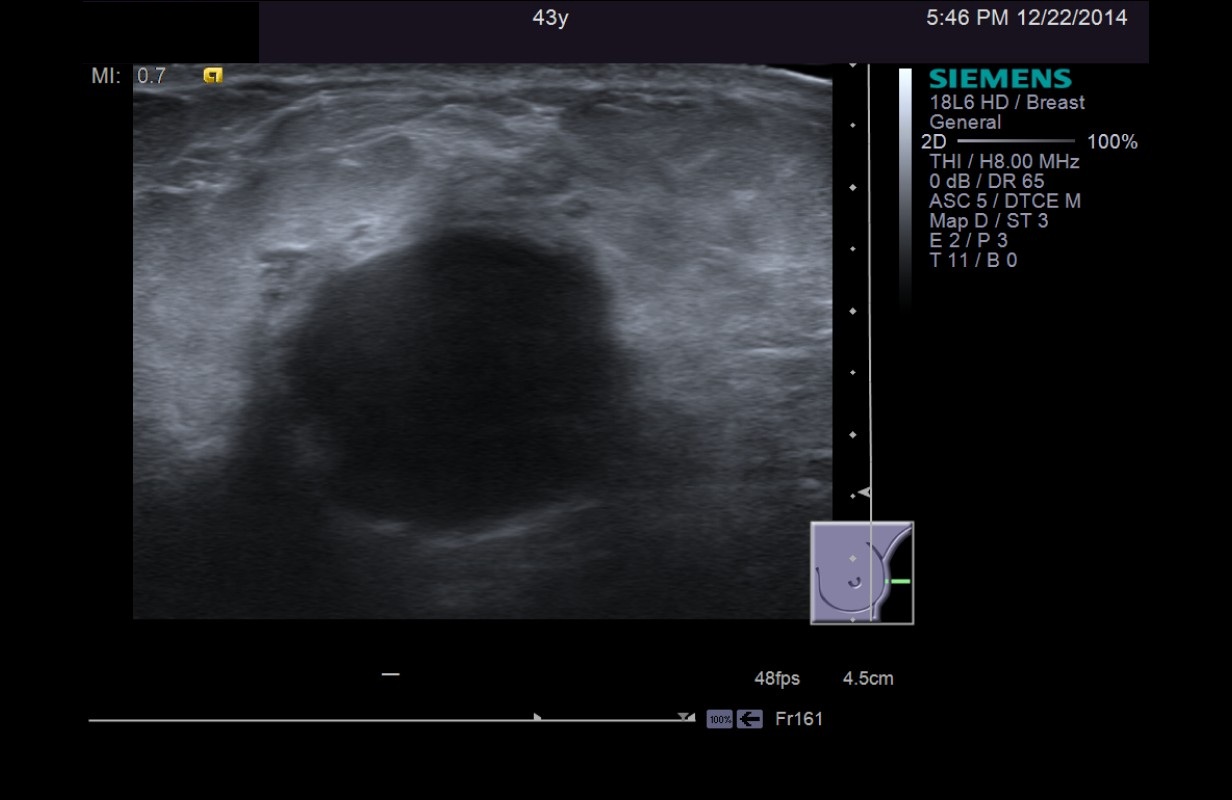 43y
5:46 PM 12/22/2014
MI: 0.7
SIEMENS
18L6 HD / Breast
General
2D 100%
THI / H8.00 MHz
0 dB / DR 65
ASC 5 / DTCE M
Map D / ST 3
E 2 / P 3
T 11 / B 0
48fps 4.5cm
100% Fr161